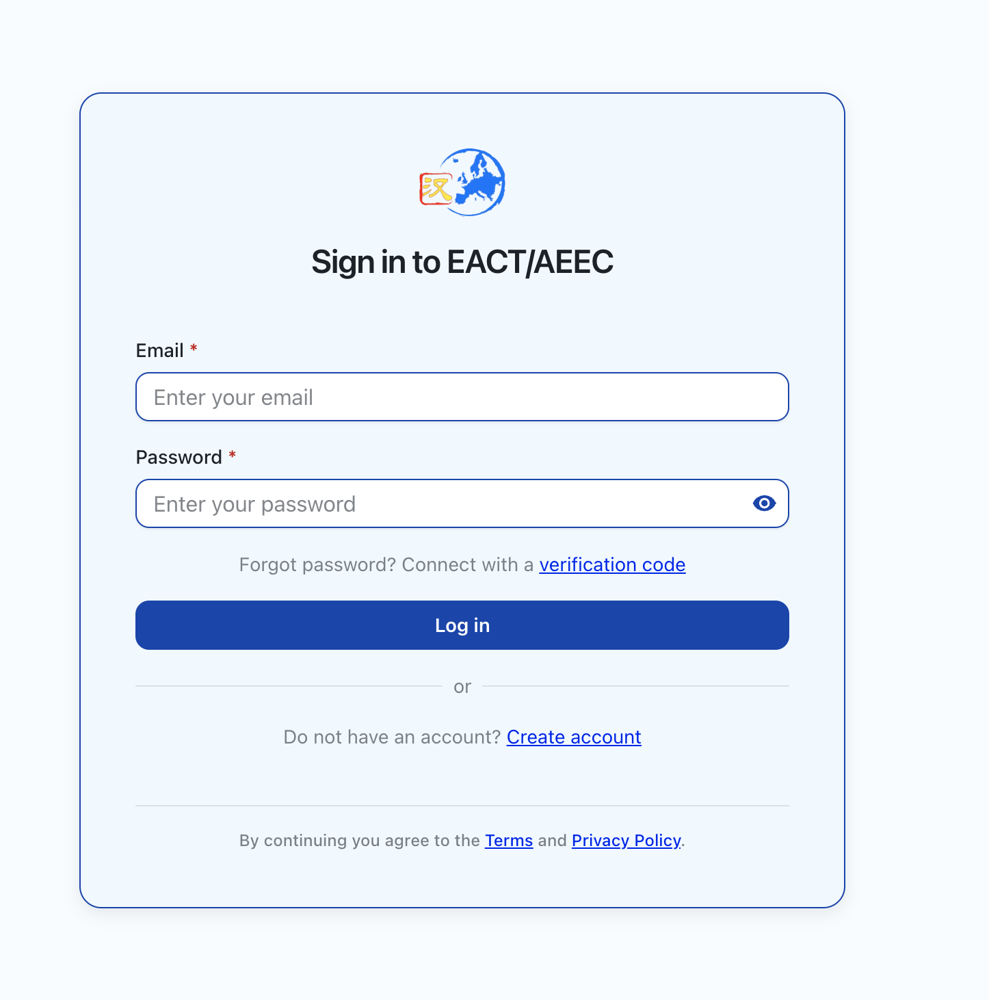 汉
Sign in to EACT/AEEC
Email *
Enter your email
Password *
Enter your password
Forgot password? Connect with a verification code
Log in
or
Do not have an account? Create account
By continuing you agree to the Terms and Privacy Policy.